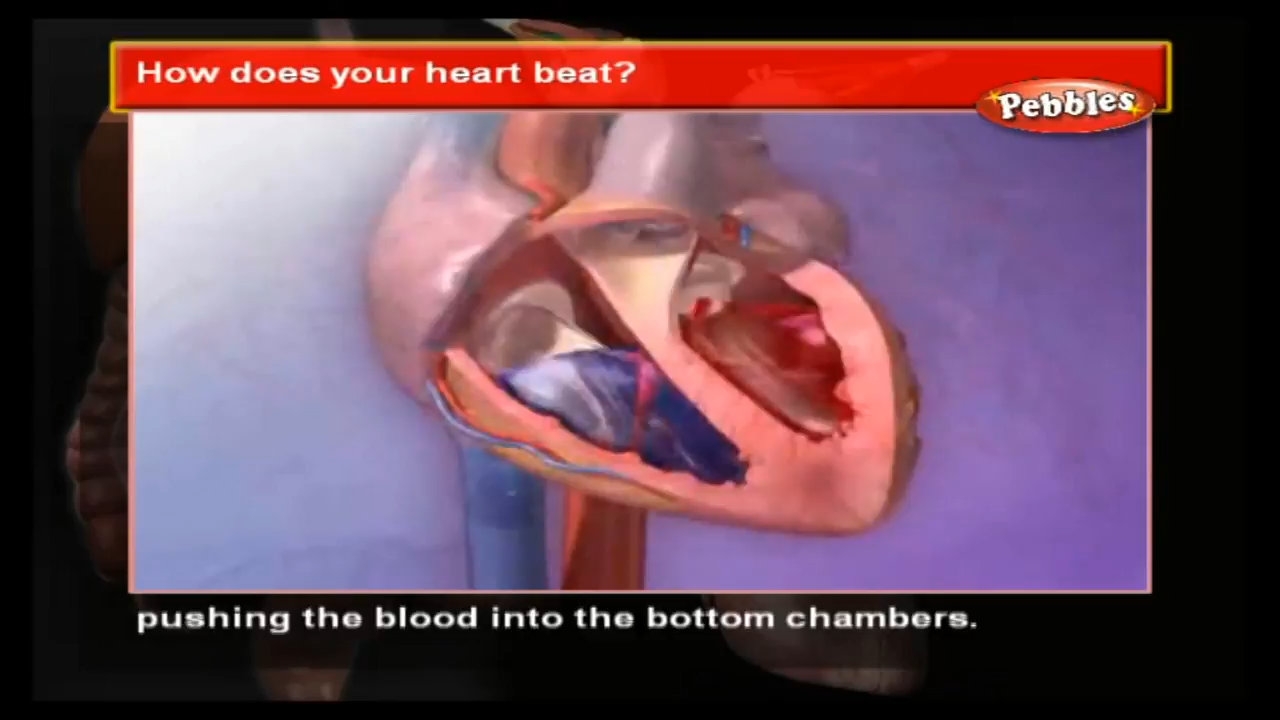 How does your heart beat?
Pebbles
pushing the blood into the bottom chambers.